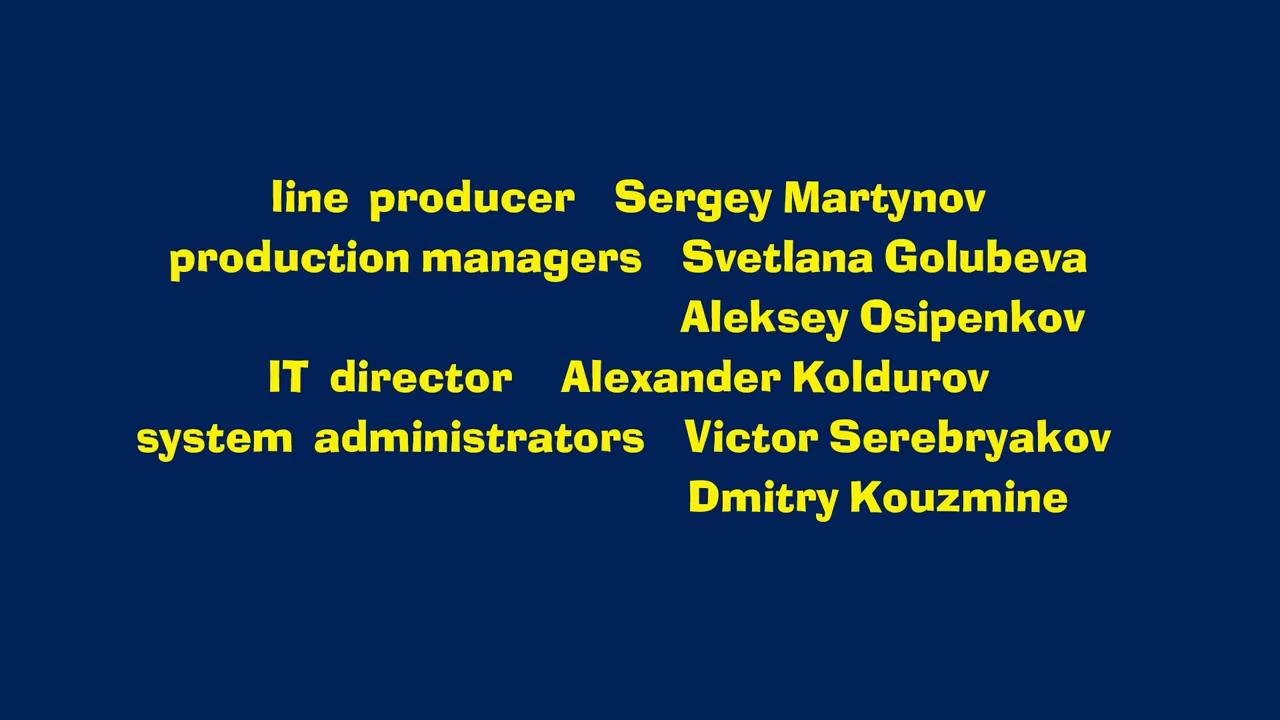 line producer Sergey Martynov
production managers Svetlana Golubeva
Aleksey Osipenkov
IT director Alexander Koldurov
system administrators Victor Serebryakov
Dmitry Kouzmine